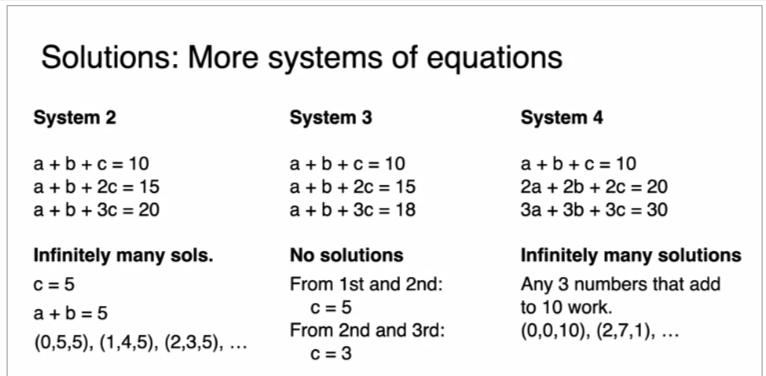 Solutions: More systems of equations
System 2
a + b + c = 10
a + b + 2c = 15
a + b + 3c = 20
Infinitely many sols.
c = 5
a + b = 5
(0,5,5), (1,4,5), (2,3,5), …
System 3
a + b + c = 10
a + b + 2c = 15
a + b + 3c = 18
No solutions
From 1st and 2nd:
c = 5
From 2nd and 3rd:
c = 3
System 4
a + b + c = 10
2a + 2b + 2c = 20
3a + 3b + 3c = 30
Infinitely many solutions
Any 3 numbers that add
to 10 work.
(0,0,10), (2,7,1), …